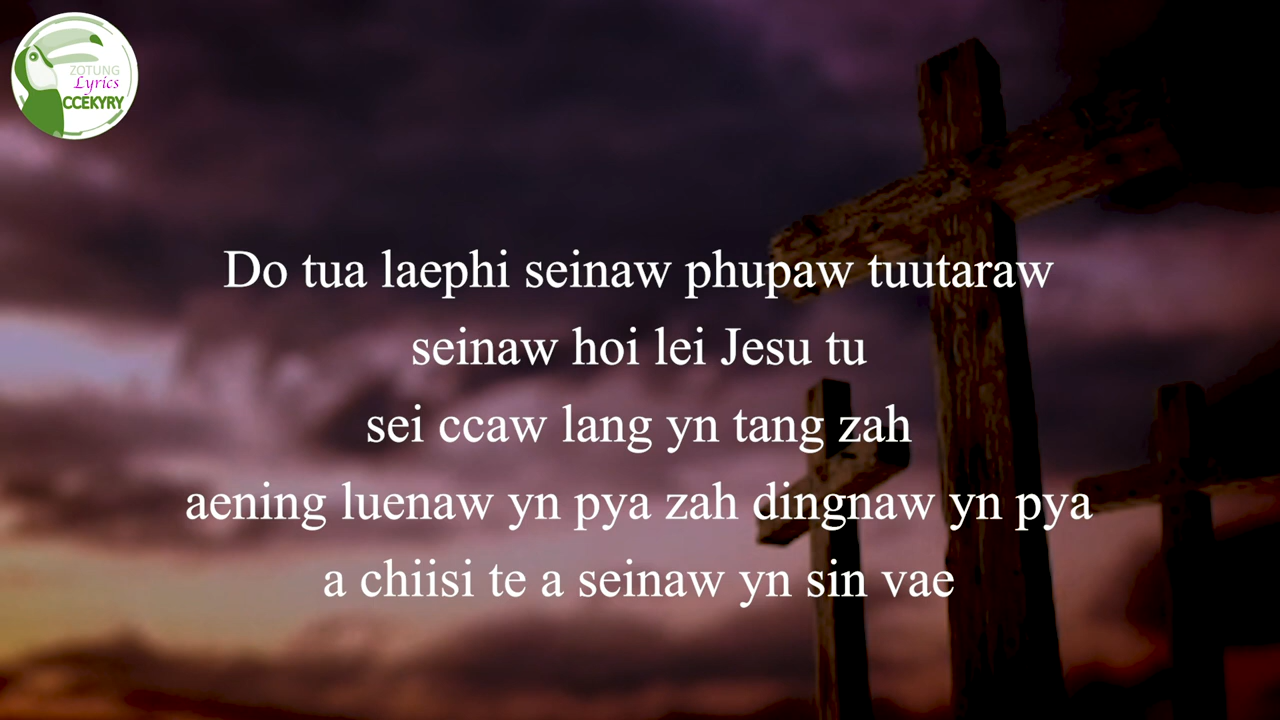 ZOTUNG
Lyrics
CCĒKYRY
Do tua laephi seinaw phupaw tuutaraw
seinaw hoi lei Jesu tu
sei ccaw lang yn tang zah
aening luenaw yn pya zah dingnaw yn pya
a chiisi te a seinaw yn sin vae